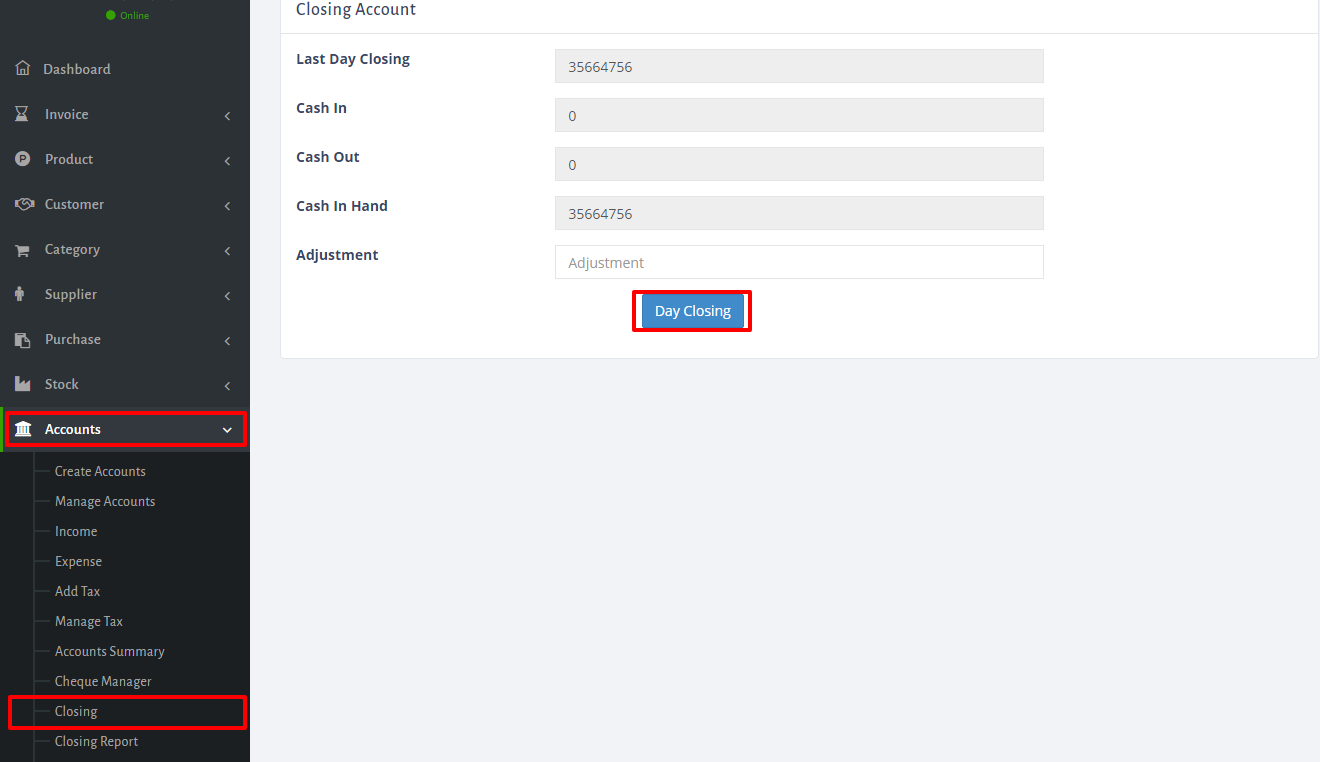 Online
Dashboard
Invoice
Product
Customer
Category
Supplier
Purchase
Stock
Accounts
Create Accounts
Manage Accounts
Income
Expense
Add Tax
Manage Tax
Accounts Summary
Cheque Manager
Closing
Closing Report
Closing Account
Last Day Closing 35664756
Cash In 0
Cash Out 0
Cash In Hand 35664756
Adjustment Adjustment
Day Closing